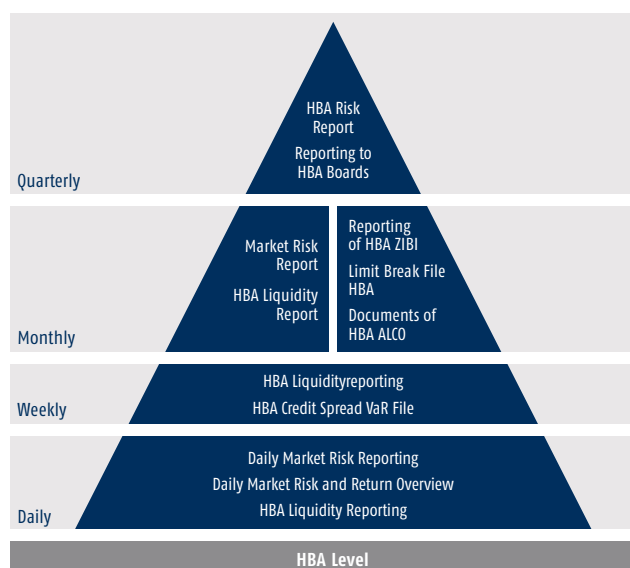 HBA Risk
Report
Reporting to
HBA Boards
Quarterly
Market Risk
Report
HBA Liquidity
Report
Reporting
of HBA ZIBI
Limit Break File
HBA
Documents of
HBA ALCO
Monthly
HBA Liquidityreporting
HBA Credit Spread VaR File
Weekly
Daily Market Risk Reporting
Daily Market Risk and Return Overview
HBA Liquidity Reporting
Daily
HBA Level